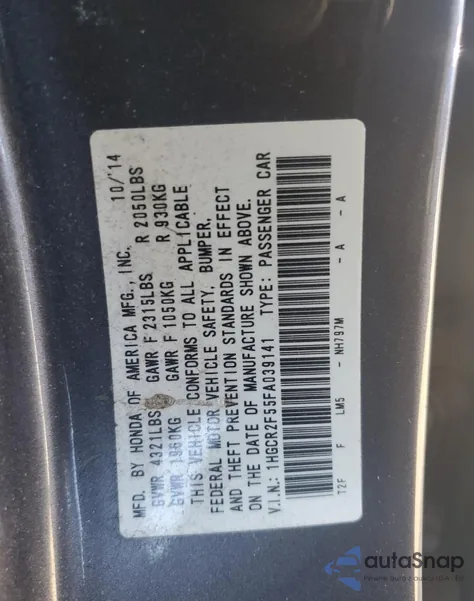 MFD. BY HONDA OF AMERICA MFG., INC. 10/'14
GVWR 4321LBS GAWR F 2315LBS R 2050LBS
GVWR 1960KG GAWR F 1050KG R 930KG
THIS VEHICLE CONFORMS TO ALL APPLICABLE
FEDERAL MOTOR VEHICLE SAFETY, BUMPER,
AND THEFT PREVENTION STANDARDS IN EFFECT
ON THE DATE OF MANUFACTURE SHOWN ABOVE.
V.I.N.: 1HGCR2F55FA039141 TYPE: PASSENGER CAR
T2F F LM5 - NH797M - A - A
autaSnap